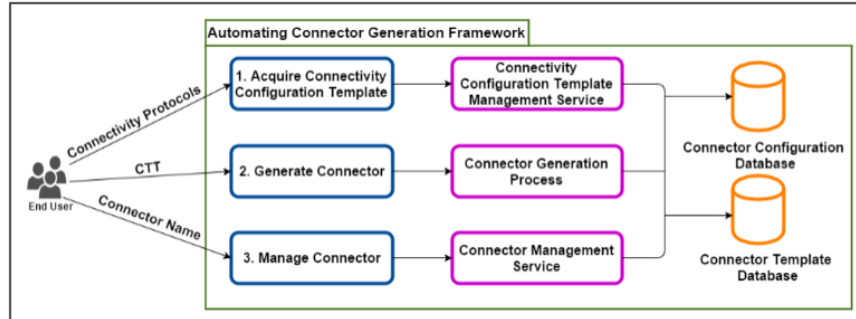 Automating Connector Generation Framework
1. Acquire Connectivity
Configuration Template
Connectivity
Configuration Template
Management Service
Connectivity Protocols
Connector Configuration
Database
CTT
2. Generate Connector
Connector Generation
Process
End User
Connector Name
3. Manage Connector
Connector Management
Service
Connector Template
Database